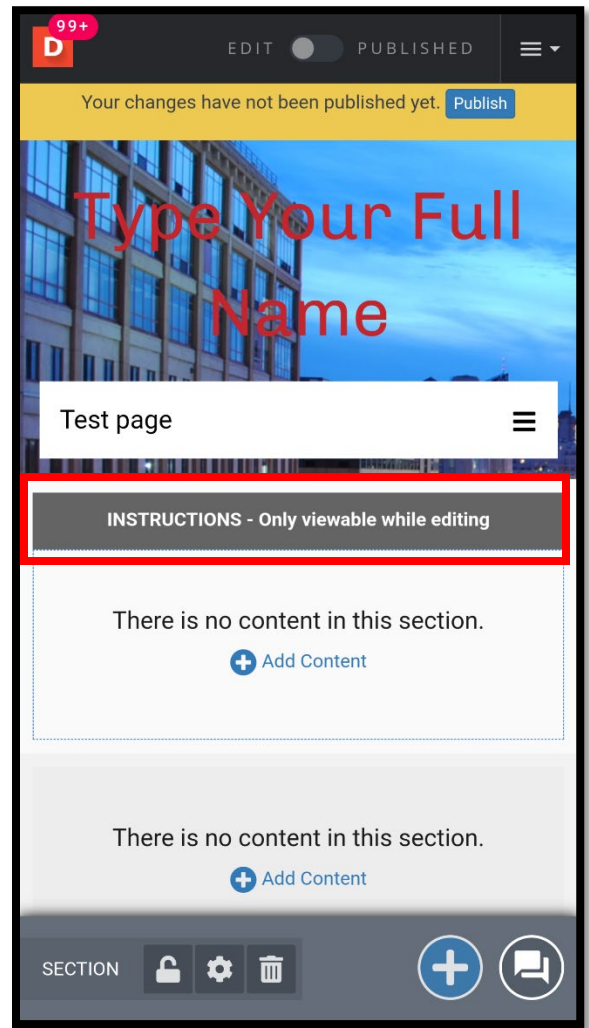 99+
D
EDIT PUBLISHED
Your changes have not been published yet. Publish
Type Your Full
Name
Test page
INSTRUCTIONS - Only viewable while editing
There is no content in this section.
Add Content
There is no content in this section.
Add Content
SECTION